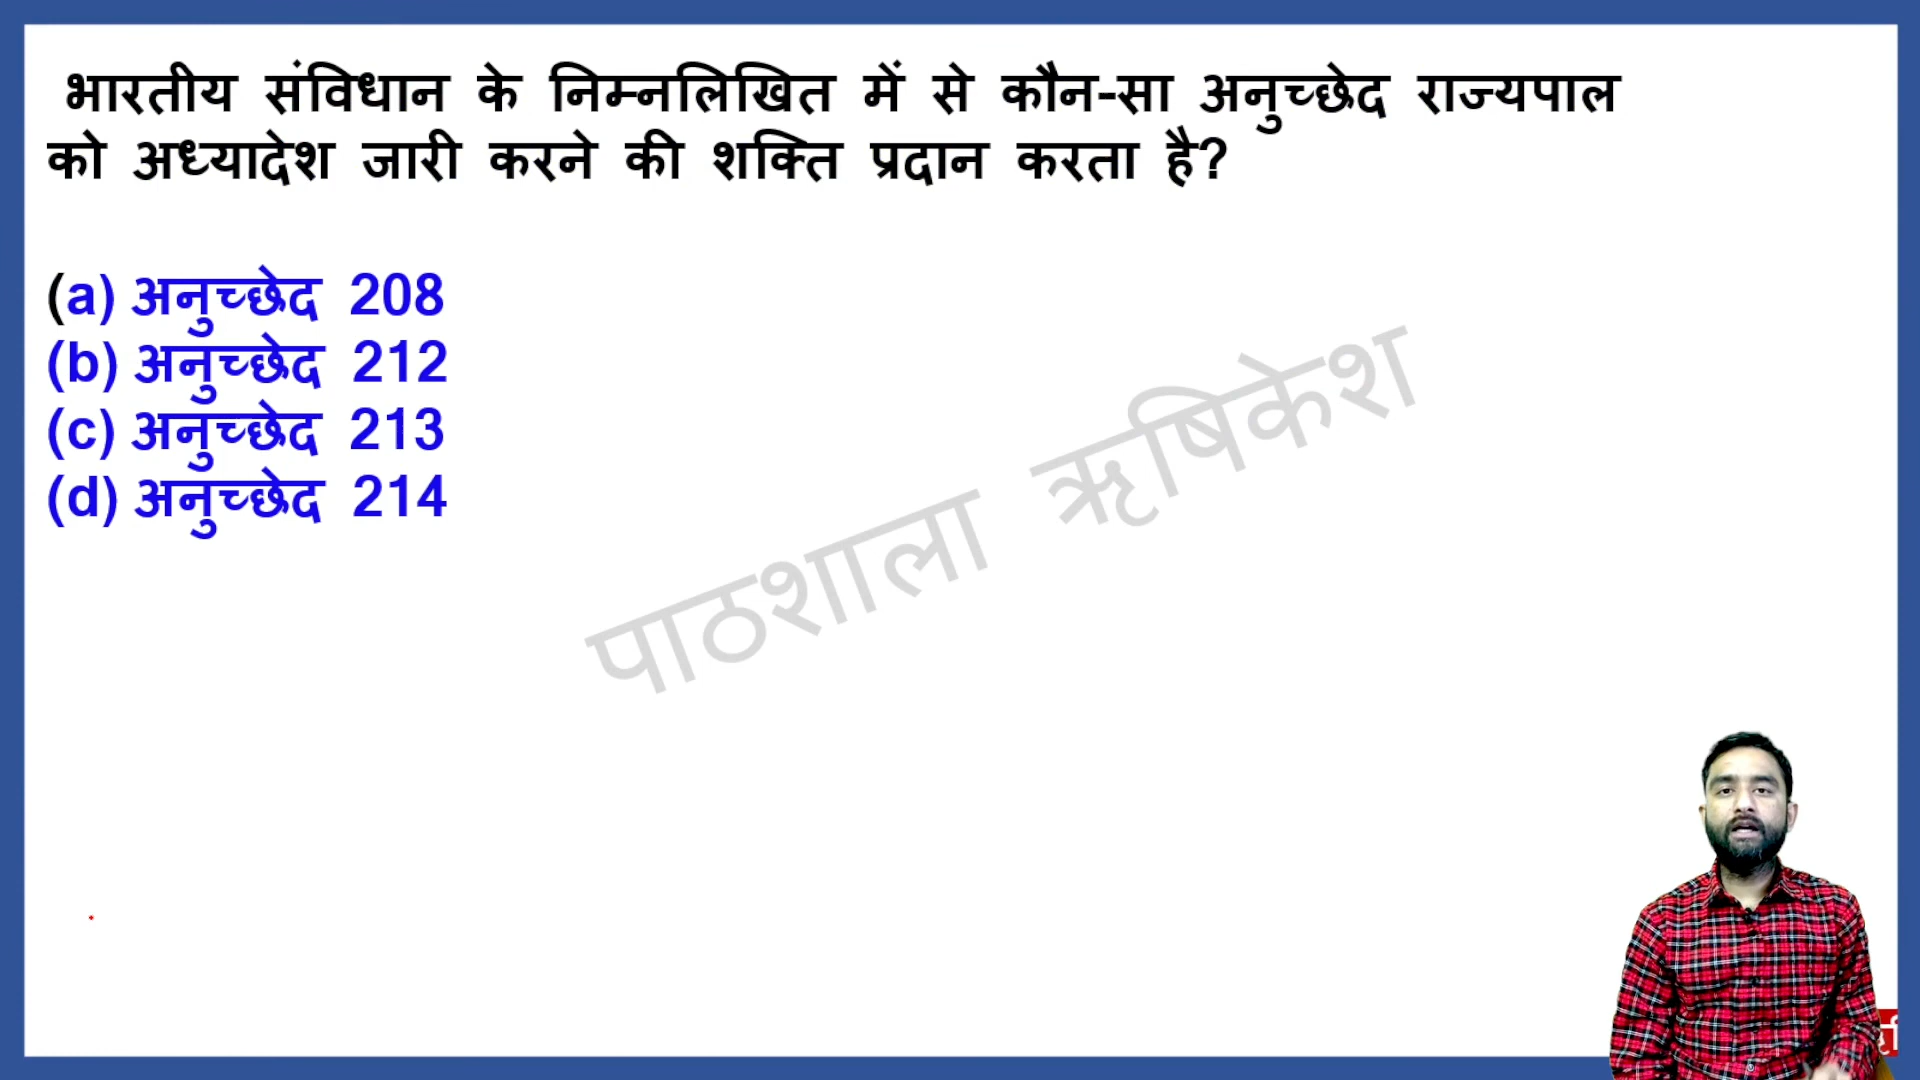 भारतीय संविधान के निम्नलिखित में से कौन-सा अनुच्छेद राज्यपाल
को अध्यादेश जारी करने की शक्ति प्रदान करता है?
(a) अनुच्छेद 208
(b) अनुच्छेद 212
(c) अनुच्छेद 213
(d) अनुच्छेद 214
पाठशाला ऋषिकेश